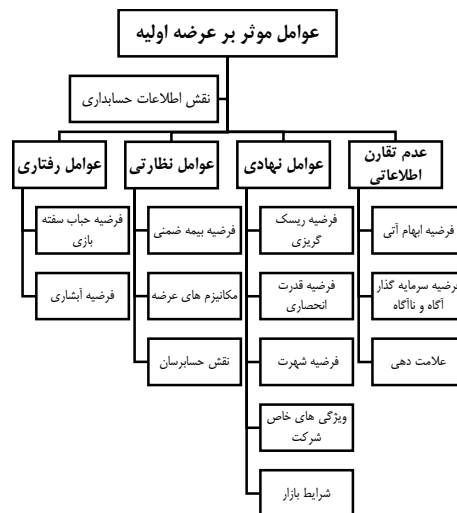 عوامل موثر بر عرضه اولیه
نقش اطلاعات حسابداری
عدم تقارن
اطلاعاتی
فرضیه ابهام آتی
فرضیه سرمایه گذار
آگاه و ناآگاه
علامت دهی
عوامل نهادی
فرضیه ریسک
گریزی
فرضیه قدرت
انحصاری
فرضیه شهرت
ویژگی های خاص
شرکت
شرایط بازار
عوامل نظارتی
فرضیه بیمه ضمنی
مکانیزم های عرضه
نقش حسابرسان
عوامل رفتاری
فرضیه حباب سفته
بازی
فرضیه آبشاری